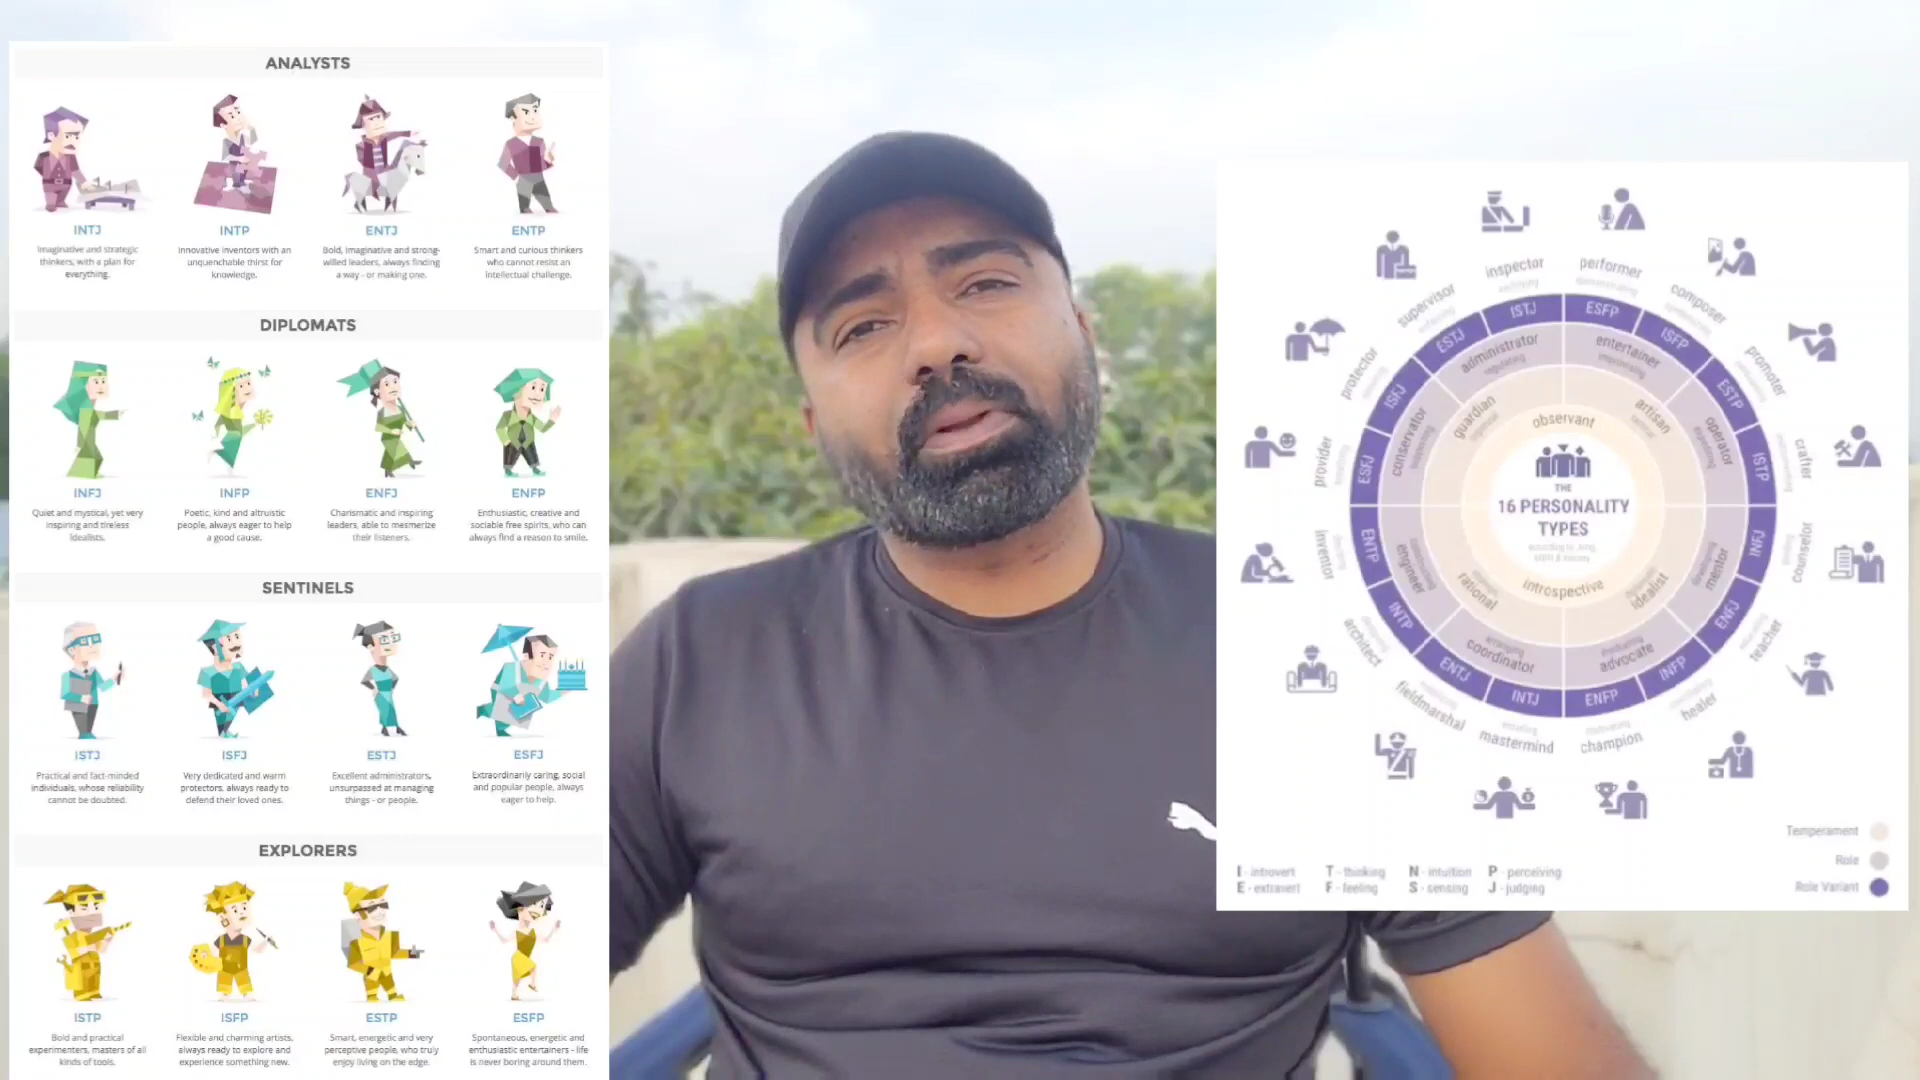 ANALYSTS
INTJ
Imaginative and strategic
thinkers, with a plan for
everything.
INTP
Innovative inventors with an
unquenchable thirst for
knowledge.
ENTJ
Bold, imaginative and strong-
willed leaders, always finding
a way - or making one.
ENTP
Smart and curious thinkers
who cannot resist an
intellectual challenge.
DIPLOMATS
INFJ
Quiet and mystical, yet very
inspiring and tireless
idealists.
INFP
Poetic, kind and altruistic
people, always eager to help
a good cause.
ENFJ
Charismatic and inspiring
leaders, able to mesmerize
their listeners.
ENFP
Enthusiastic, creative and
sociable free spirits, who can
always find a reason to smile.
SENTINELS
ISTJ
Practical and fact-minded
individuals, whose reliability
cannot be doubted.
ISFJ
Very dedicated and warm
protectors, always ready to
defend their loved ones.
ESTJ
Excellent administrators,
unsurpassed at managing
things - or people.
ESFJ
Extraordinarily caring, social
and popular people, always
eager to help.
EXPLORERS
ISTP
Bold and practical
experimenters, masters of all
kinds of tools.
ISFP
Flexible and charming artists,
always ready to explore and
experience something new.
ESTP
Smart, energetic and very
perceptive people, who truly
enjoy living on the edge.
ESFP
Spontaneous, energetic and
enthusiastic entertainers - life
is never boring around them.
inspector
performer
composer
promoter
crafter
counselor
teacher
healer
champion
mastermind
fieldmarshal
architect
inventor
provider
protector
supervisor
ISTJ
ESFP
ISFP
ESTP
ISTP
INFJ
ENFJ
INFP
ENFP
INTJ
ENTJ
INTP
ENTP
ESFJ
ISFJ
ESTJ
administrator
entertainer
operator
mentor
advocate
coordinator
engineer
conservator
guardian
artisan
idealist
rational
observant
introspective
THE
16 PERSONALITY
TYPES
Temperament
Role
Role Variant
I - introvert T - thinking N - intuition P - perceiving
E - extravert F - feeling S - sensing J - judging